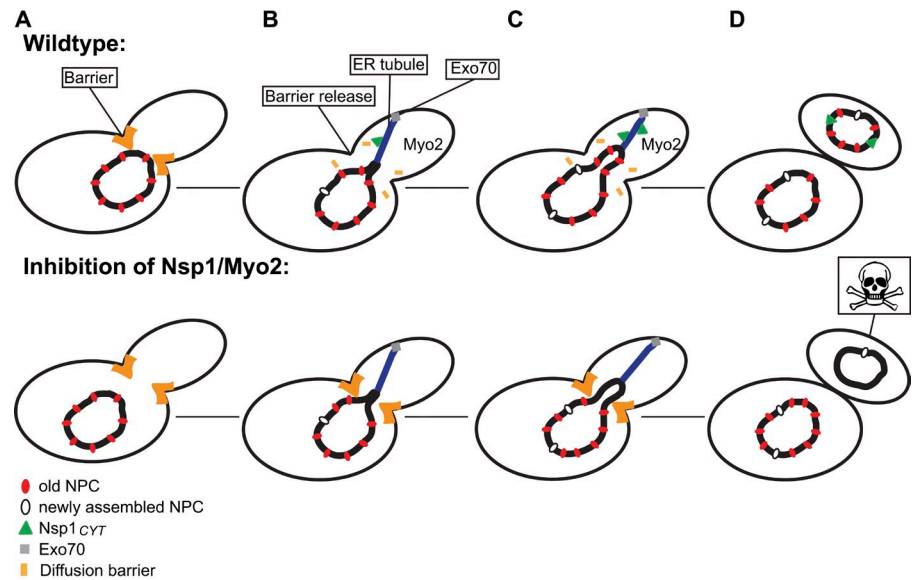 A
B
C
D
Wildtype:
Barrier
ER tubule
Exo70
Barrier release
Myo2
Myo2
Inhibition of Nsp1/Myo2:
old NPC
newly assembled NPC
Nsp1CYT
Exo70
Diffusion barrier